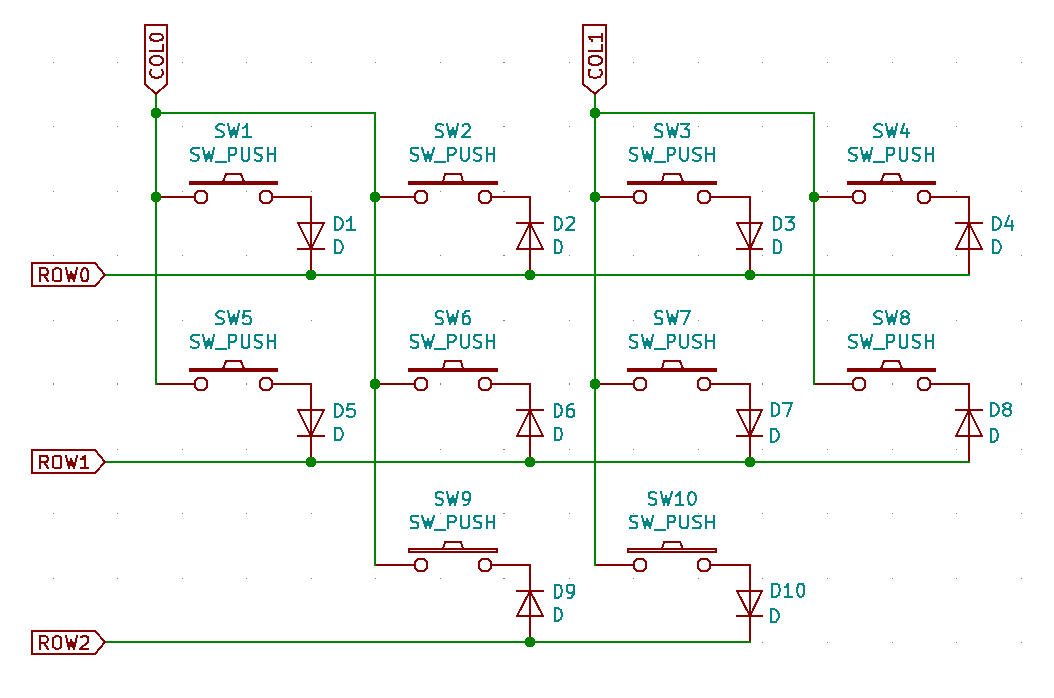 COL0
COL1
SW1
SW_PUSH
SW2
SW_PUSH
SW3
SW_PUSH
SW4
SW_PUSH
D1
D
D2
D
D3
D
D4
D
ROW0
SW5
SW_PUSH
SW6
SW_PUSH
SW7
SW_PUSH
SW8
SW_PUSH
D5
D
D6
D
D7
D
D8
D
ROW1
SW9
SW_PUSH
SW10
SW_PUSH
D9
D
D10
D
ROW2